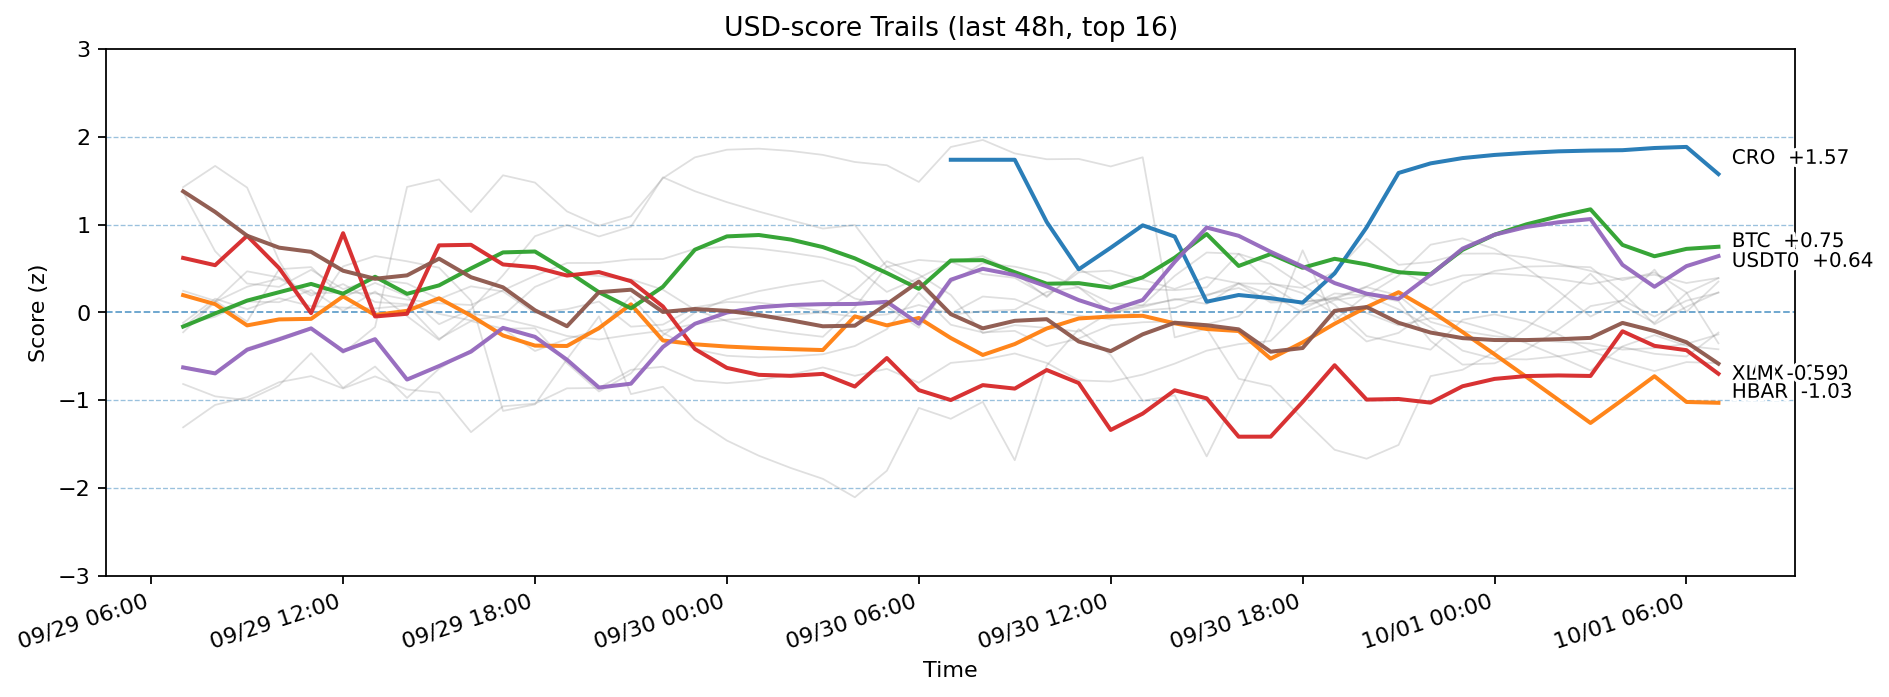 USD-score Trails (last 48h, top 16)
Score (z)
3
2
1
0
−1
−2
−3
CRO +1.57
BTC +0.75
USDT0 +0.64
HBAR -1.03
09/29 06:00
09/29 12:00
09/29 18:00
09/30 00:00
09/30 06:00
09/30 12:00
09/30 18:00
10/01 00:00
10/01 06:00
Time